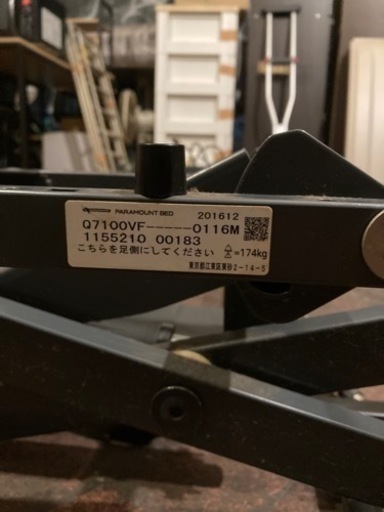 PARAMOUNT BED 201612
Q7100VF-----0116M
1155210 00183
こちらを足側にしてください =174kg
東京都江東区東砂2-14-5